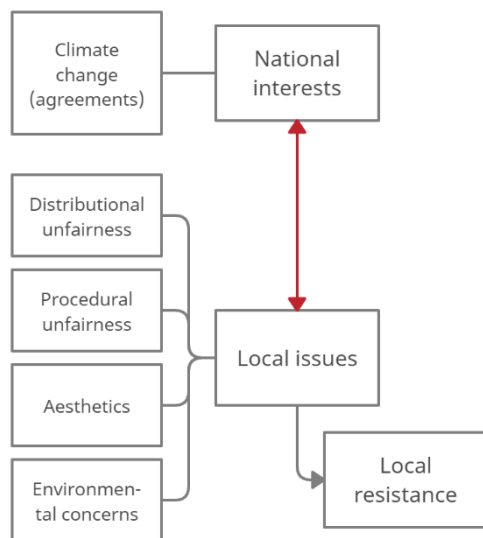 Climate
change
(agreements)
National
interests
Distributional
unfairness
Procedural
unfairness
Aesthetics
Environmen-
tal concerns
Local issues
Local
resistance